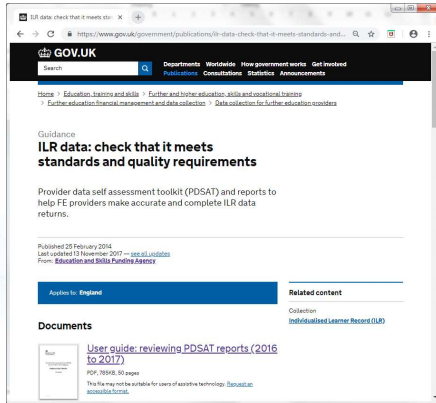 ILR data: check that it meets sta
https://www.gov.uk/government/publications/ilr-data-check-that-it-meets-standards-and...
GOV.UK
Search
Departments Worldwide How government works Get involved
Publications Consultations Statistics Announcements
Home > Education, training and skills > Further and higher education, skills and vocational training
> Further education financial management and data collection > Data collection for further education providers
Guidance
ILR data: check that it meets
standards and quality requirements
Provider data self assessment toolkit (PDSAT) and reports to
help FE providers make accurate and complete ILR data
returns.
Published 25 February 2014
Last updated 13 November 2017 — see all updates
From: Education and Skills Funding Agency
Applies to: England
Related content
Collection
Individualised Learner Record (ILR)
Documents
User guide: reviewing PDSAT reports (2016
to 2017)
PDF, 785KB, 50 pages
This file may not be suitable for users of assistive technology. Request an
accessible format.